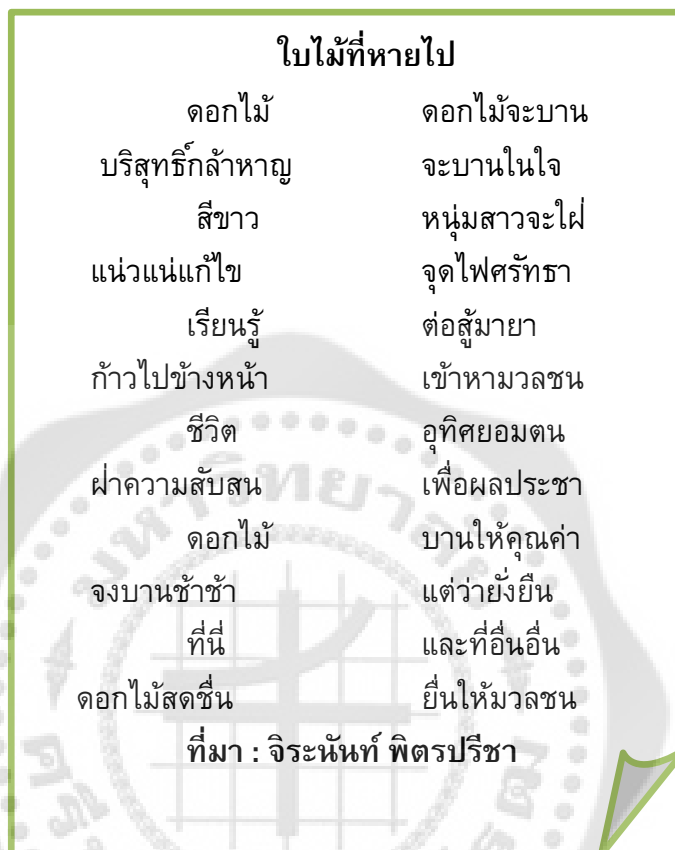 ใบไม้ที่หายไป
ดอกไม้ ดอกไม้จะบาน
บริสุทธิ์กล้าหาญ จะบานในใจ
สีขาว หนุ่มสาวจะใฝ่
แน่วแน่แก้ไข จุดไฟศรัทธา
เรียนรู้ ต่อสู้มายา
ก้าวไปข้างหน้า เข้าหามวลชน
ชีวิต อุทิศยอมตน
ฝ่าความสับสน เพื่อผลประชา
ดอกไม้ บานให้คุณค่า
จงบานช้าช้า แต่ว่ายั่งยืน
ที่นี่ และที่อื่นอื่น
ดอกไม้สดชื่น ยื่นให้มวลชน
ที่มา : จิระนันท์ พิตรปรีชา